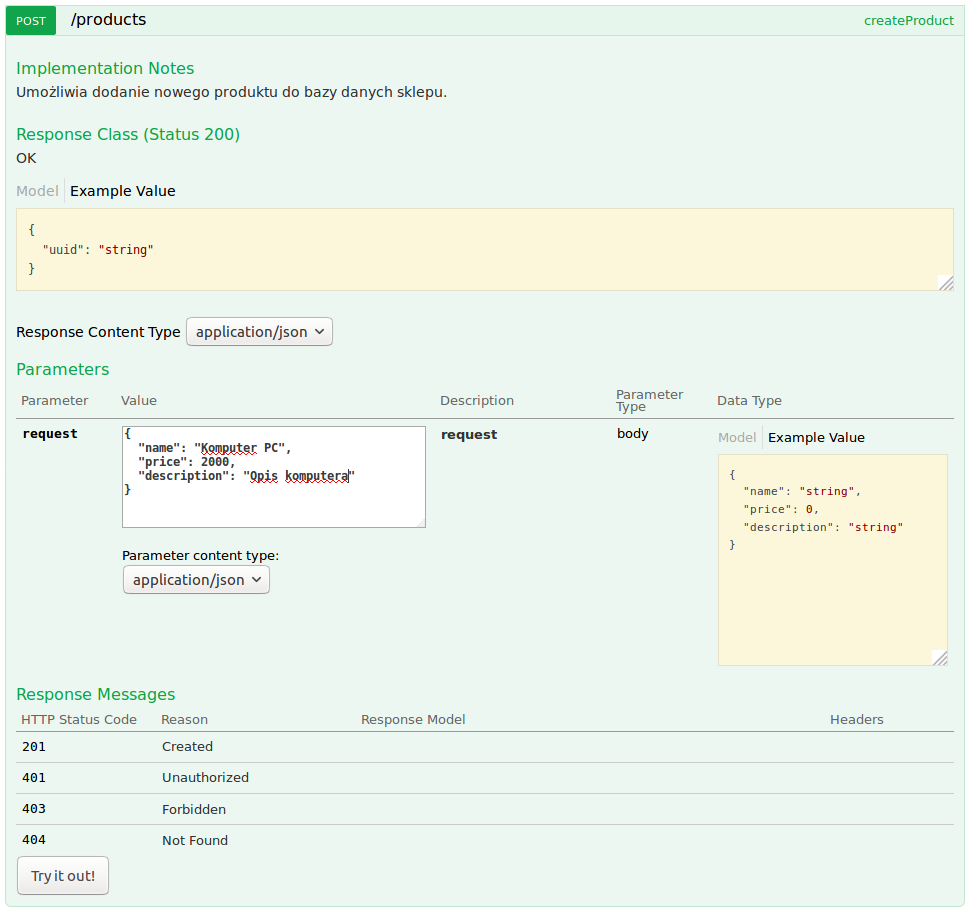 POST /products createProduct
Implementation Notes
Umożliwia dodanie nowego produktu do bazy danych sklepu.
Response Class (Status 200)
OK
Model Example Value
{
  "uuid": "string"
}
Response Content Type application/json
Parameters
Parameter Value Description Parameter Type Data Type
request
{
  "name": "Komputer PC",
  "price": 2000,
  "description": "Opis komputera"
}
Parameter content type:
application/json
request
body
Model Example Value
{
  "name": "string",
  "price": 0,
  "description": "string"
}
Response Messages
HTTP Status Code Reason Response Model Headers
201 Created
401 Unauthorized
403 Forbidden
404 Not Found
Try it out!